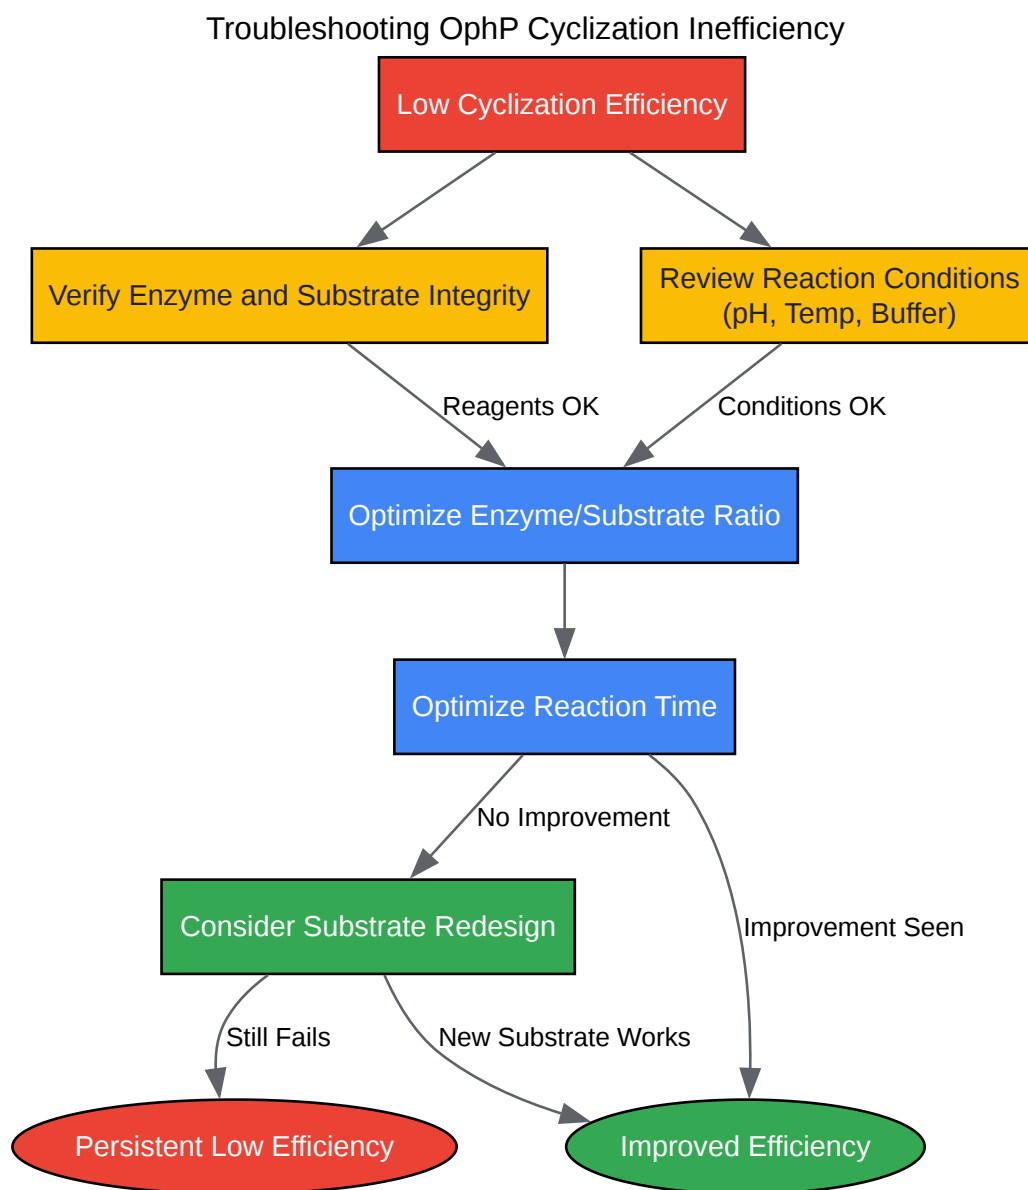 Troubleshooting OphP Cyclization Inefficiency
Low Cyclization Efficiency
Verify Enzyme and Substrate Integrity
Review Reaction Conditions
(pH, Temp, Buffer)
Reagents OK
Conditions OK
Optimize Enzyme/Substrate Ratio
Optimize Reaction Time
No Improvement
Consider Substrate Redesign
Improvement Seen
Still Fails
New Substrate Works
Persistent Low Efficiency
Improved Efficiency